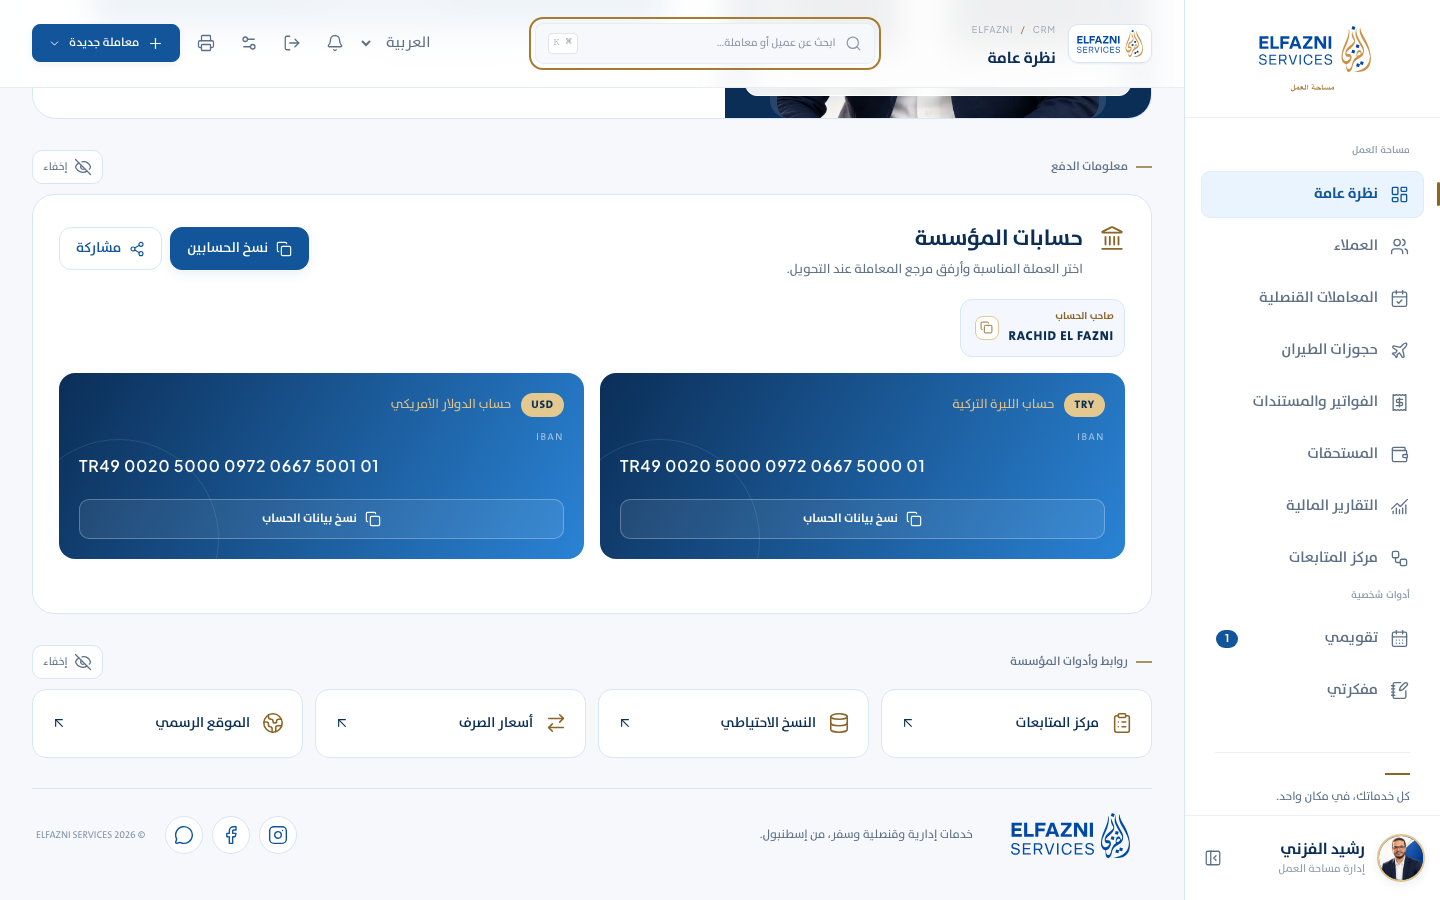 ELFAZNI
SERVICES
مساحة العمل
مساحة العمل
نظرة عامة
العملاء
المعاملات القنصلية
حجوزات الطيران
الفواتير والمستندات
المستحقات
التقارير المالية
مركز المتابعات
أدوات شخصية
تقويمي
1
مفكرتي
كل خدماتك، في مكان واحد.
رشيد الفزني
إدارة مساحة العمل
ELFAZNI
SERVICES
ELFAZNI / CRM
نظرة عامة
ابحث عن عميل أو معاملة...
⌘ K
العربية
معاملة جديدة
معلومات الدفع
إخفاء
حسابات المؤسسة
اختر العملة المناسبة وأرفق مرجع المعاملة عند التحويل.
نسخ الحسابين
مشاركة
صاحب الحساب
RACHID EL FAZNI
TRY
حساب الليرة التركية
IBAN
TR49 0020 5000 0972 0667 5000 01
نسخ بيانات الحساب
USD
حساب الدولار الأمريكي
IBAN
TR49 0020 5000 0972 0667 5001 01
نسخ بيانات الحساب
روابط وأدوات المؤسسة
إخفاء
مركز المتابعات
النسخ الاحتياطي
أسعار الصرف
الموقع الرسمي
ELFAZNI
SERVICES
خدمات إدارية وقنصلية وسفر، من إسطنبول.
© 2026 ELFAZNI SERVICES